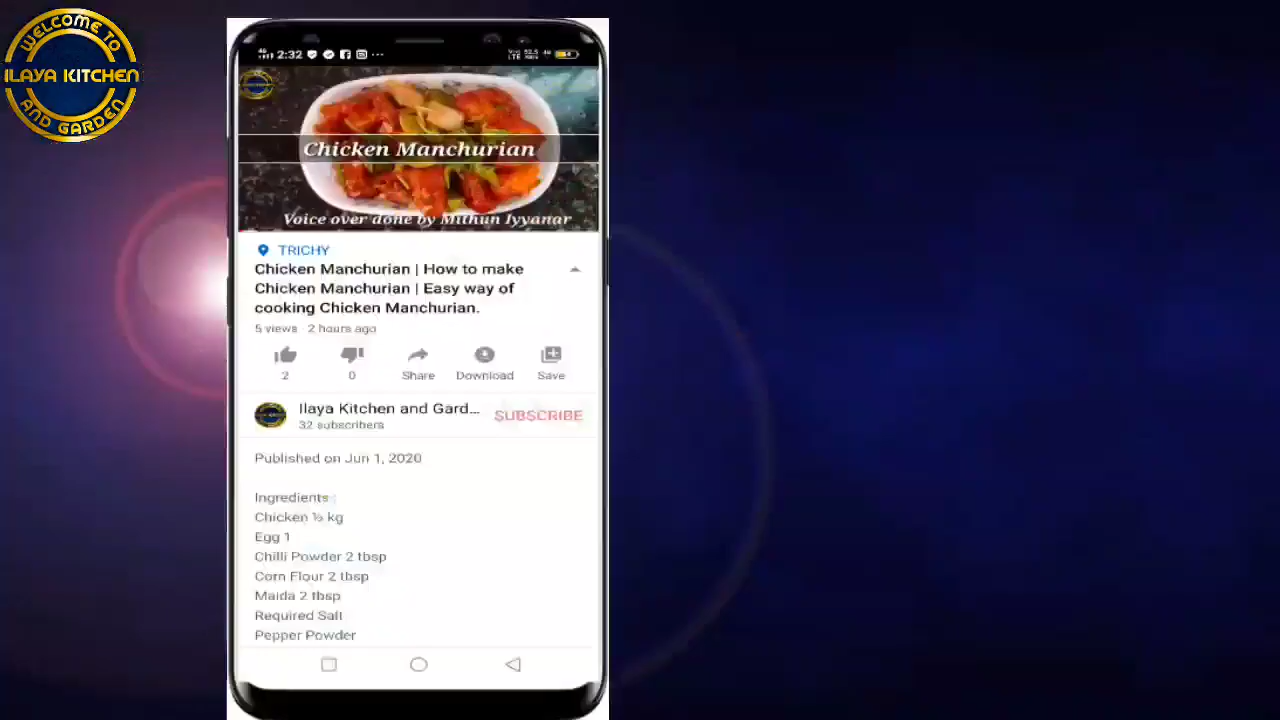 WELCOME TO
ILAYA KITCHEN
AND GARDEN
4G 2:32
Chicken Manchurian
Voice over done by Mithun Iyyanar
TRICHY
Chicken Manchurian | How to make
Chicken Manchurian | Easy way of
cooking Chicken Manchurian.
5 views 2 hours ago
2 0 Share Download Save
Ilaya Kitchen and Gard... SUBSCRIBE
32 subscribers
Published on Jun 1, 2020
Ingredients :
Chicken ½ kg
Egg 1
Chilli Powder 2 tbsp
Corn Flour 2 tbsp
Maida 2 tbsp
Required Salt
Pepper Powder